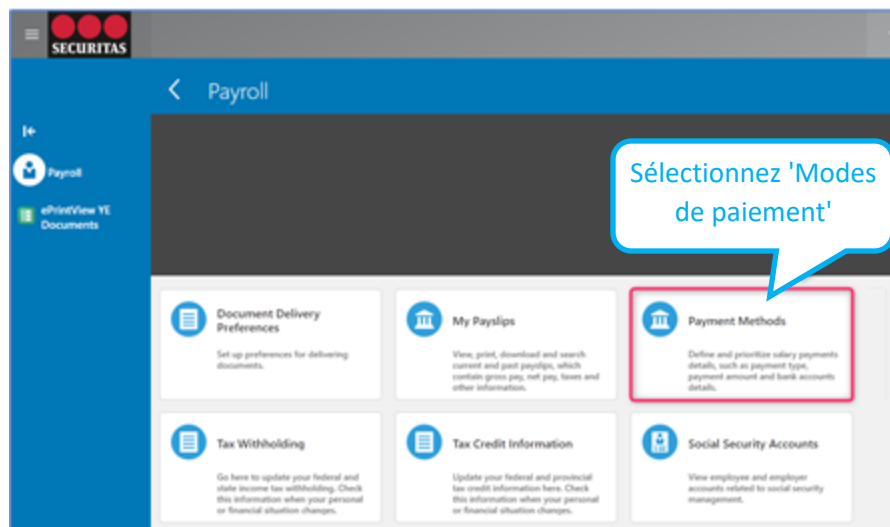 SECURITAS
Payroll
Sélectionnez 'Modes
de paiement'
Payroll
ePrintView YE
Documents
Document Delivery
Preferences
Set up preferences for delivering
documents.
My Payslips
View, print, download and search
current and past payslips, which
contain gross pay, net pay, taxes and
other information.
Payment Methods
Define and prioritize salary payments
details, such as payment type,
payment amount and bank accounts
details.
Tax Withholding
Go here to update your federal and
state income tax withholding. Check
this information when your personal
or financial situation changes.
Tax Credit Information
Update your federal and provincial
tax credit information here. Check
this information when your personal
or financial situation changes.
Social Security Accounts
View employee and employer
accounts related to social security
management.